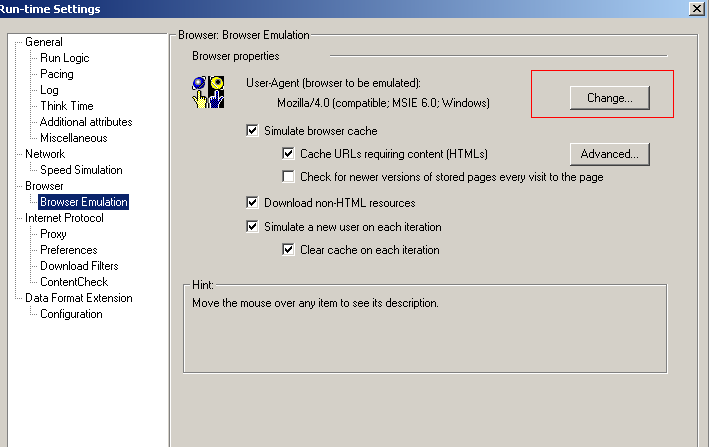 Run-time Settings
General
Run Logic
Pacing
Log
Think Time
Additional attributes
Miscellaneous
Network
Speed Simulation
Browser
Browser Emulation
Internet Protocol
Proxy
Preferences
Download Filters
ContentCheck
Data Format Extension
Configuration
Browser: Browser Emulation
Browser properties
User-Agent (browser to be emulated):
Mozilla/4.0 (compatible; MSIE 6.0; Windows)
Change...
Simulate browser cache
Cache URLs requiring content (HTMLs)
Advanced...
Check for newer versions of stored pages every visit to the page
Download non-HTML resources
Simulate a new user on each iteration
Clear cache on each iteration
Hint:
Move the mouse over any item to see its description.